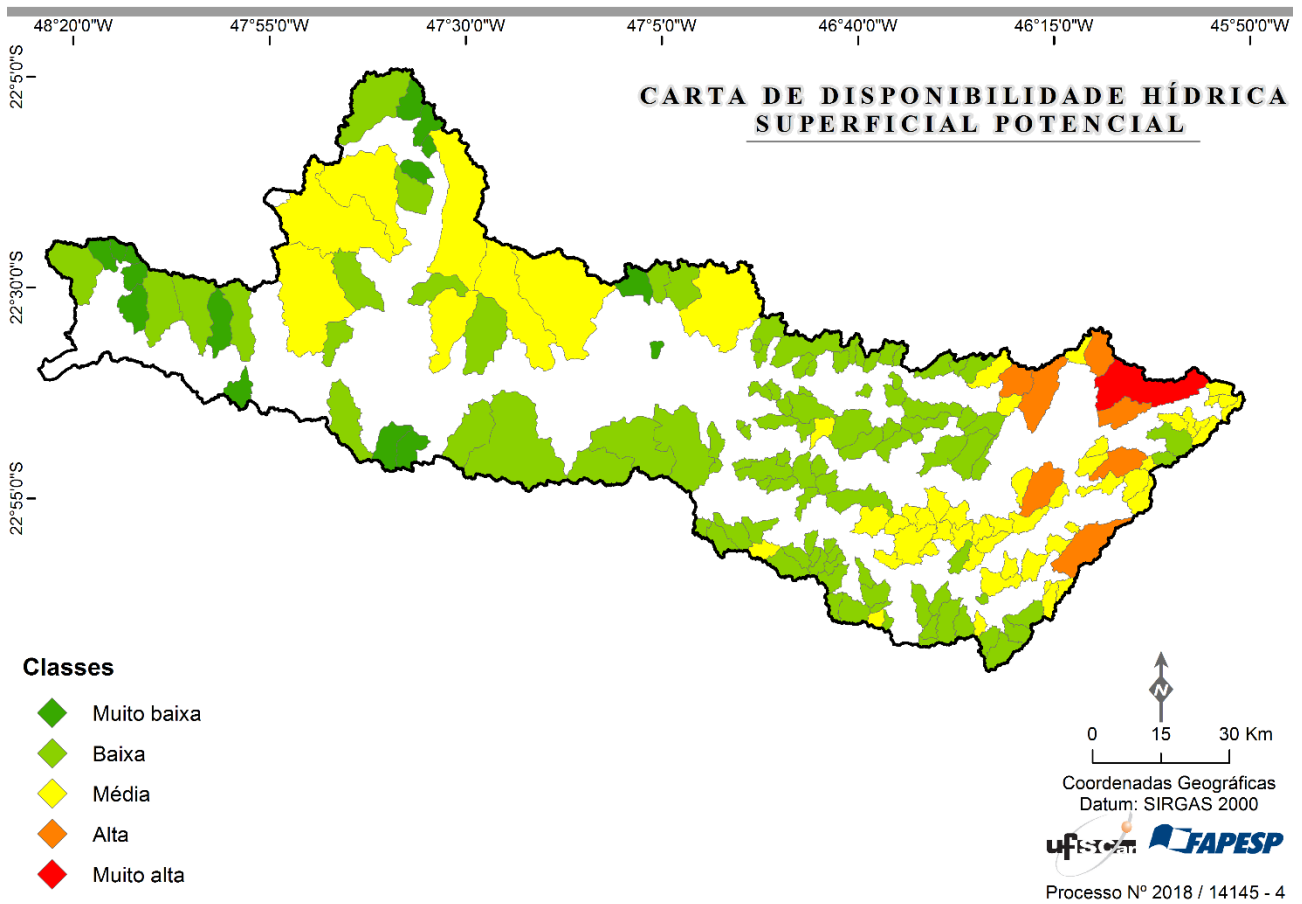 48°20'0"W 47°55'0"W 47°30'0"W 47°5'0"W 46°40'0"W 46°15'0"W 45°50'0"W
22°5'0"S
CARTA DE DISPONIBILIDADE HÍDRICA
SUPERFICIAL POTENCIAL
22°30'0"S
22°55'0"S
Classes
Muito baixa
Baixa
Média
Alta
Muito alta
N
0 15 30 Km
Coordenadas Geográficas
Datum: SIRGAS 2000
ufscar FAPESP
Processo Nº 2018 / 14145 - 4